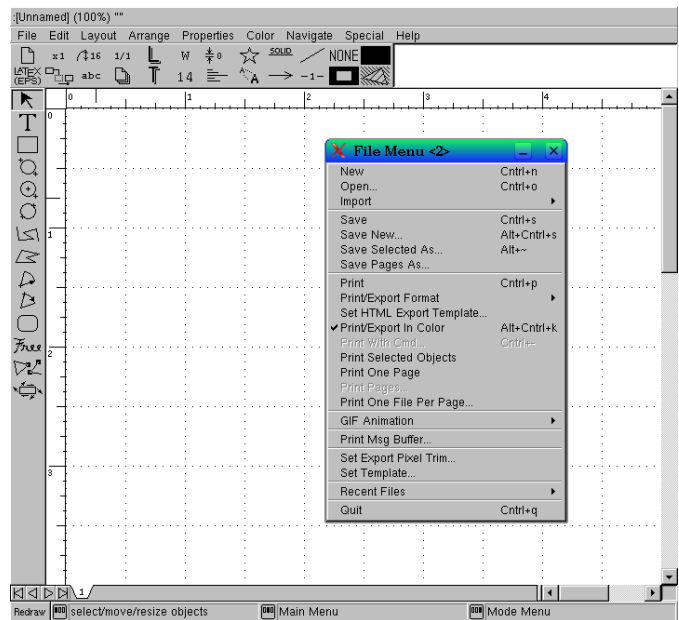 :[Unnamed] (100%) ""
File Edit Layout Arrange Properties Color Navigate Special Help
x1 16 1/1 L W 0 SOLID NONE
LATEX (EPS) abc T 14 A -1-
0 1 2 3 4
T
0
1
2
3
Free
File Menu <2>
New Cntrl+n
Open... Cntrl+o
Import
Save Cntrl+s
Save New... Alt+Cntrl+s
Save Selected As... Alt+~
Save Pages As...
Print Cntrl+p
Print/Export Format
Set HTML Export Template...
Print/Export In Color Alt+Cntrl+k
Print With Cmd... Cntrl+~
Print Selected Objects
Print One Page
Print Pages...
Print One File Per Page...
GIF Animation
Print Msg Buffer...
Set Export Pixel Trim...
Set Template...
Recent Files
Quit Cntrl+q
1
Redraw select/move/resize objects Main Menu Mode Menu